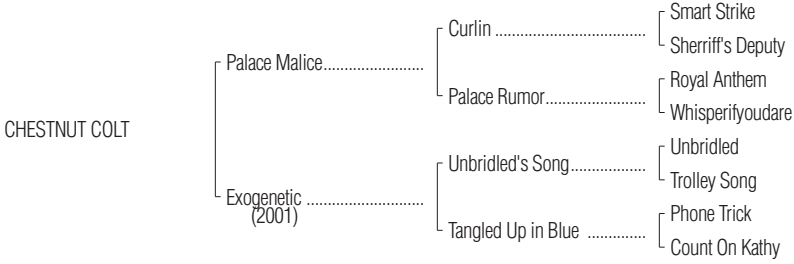 Smart Strike
Curlin ....................................
Sherriff's Deputy
Palace Malice........................
Royal Anthem
Palace Rumor........................
Whisperifyoudare
CHESTNUT COLT
Unbridled
Unbridled's Song..................
Trolley Song
Exogenetic ............................
(2001)
Phone Trick
Tangled Up in Blue ..............
Count On Kathy